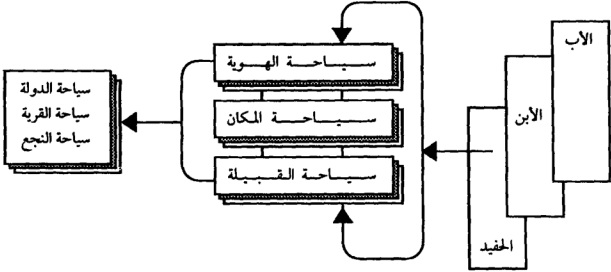 الأب
الأبن
الحفيد
سياحة الهوية
سياحة المكان
سياحة القبيلة
سياحة الدولة
سياحة القرية
سياحة النجع